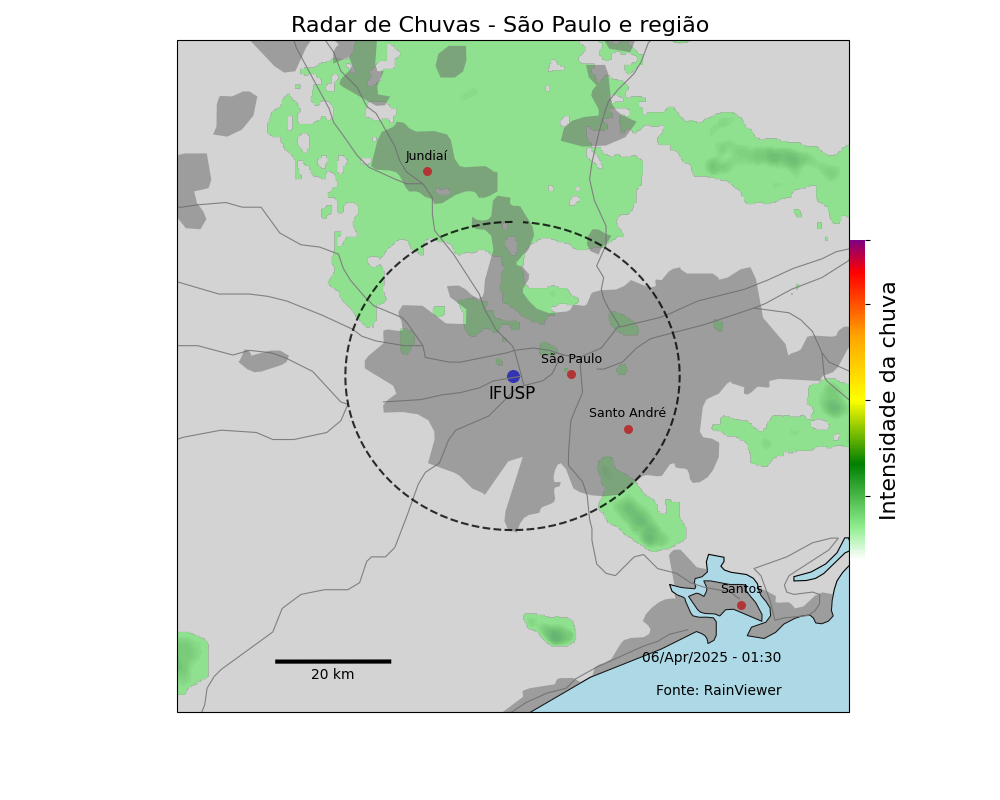 Radar de Chuvas - São Paulo e região
Jundiaí
São Paulo
IFUSP
Santo André
Santos
06/Apr/2025 - 01:30
20 km
Fonte: RainViewer
Intensidade da chuva